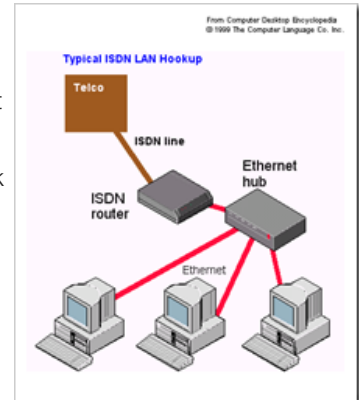 From Computer Desktop Encyclopedia
© 1999 The Computer Language Co. Inc.
Typical ISDN LAN Hookup
Telco
ISDN line
Ethernet
hub
ISDN
router
Ethernet